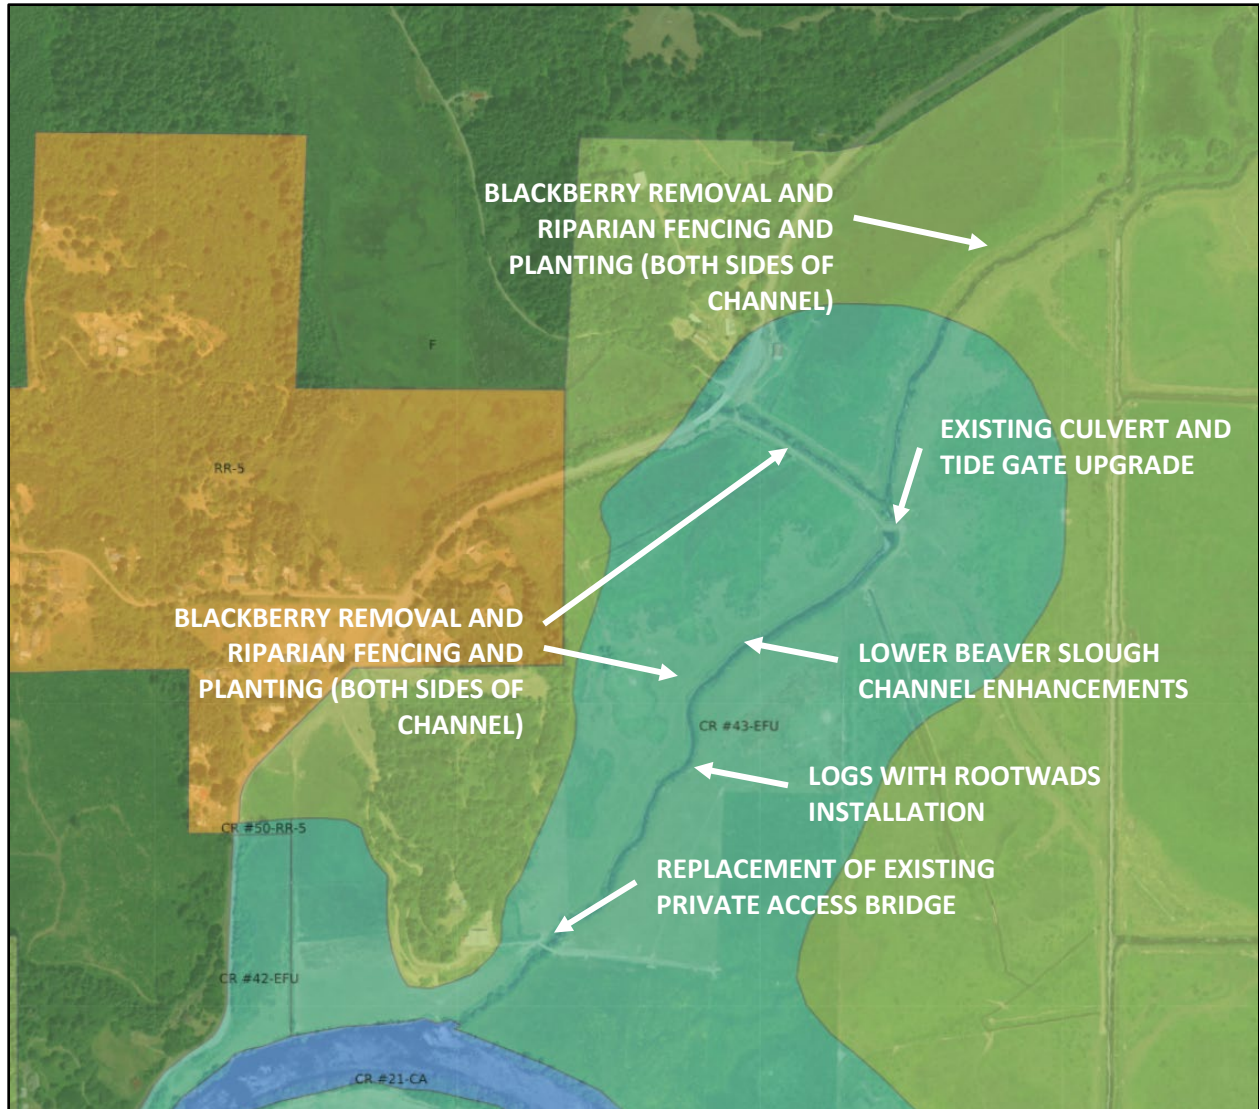 BLACKBERRY REMOVAL AND
RIPARIAN FENCING AND
PLANTING (BOTH SIDES OF
CHANNEL)
F
EXISTING CULVERT AND
TIDE GATE UPGRADE
RR-5
BLACKBERRY REMOVAL AND
RIPARIAN FENCING AND
PLANTING (BOTH SIDES OF
CHANNEL)
LOWER BEAVER SLOUGH
CHANNEL ENHANCEMENTS
CR #43-EFU
LOGS WITH ROOTWADS
INSTALLATION
CR #50-RR-5
REPLACEMENT OF EXISTING
PRIVATE ACCESS BRIDGE
CR #42-EFU
CR #21-CA